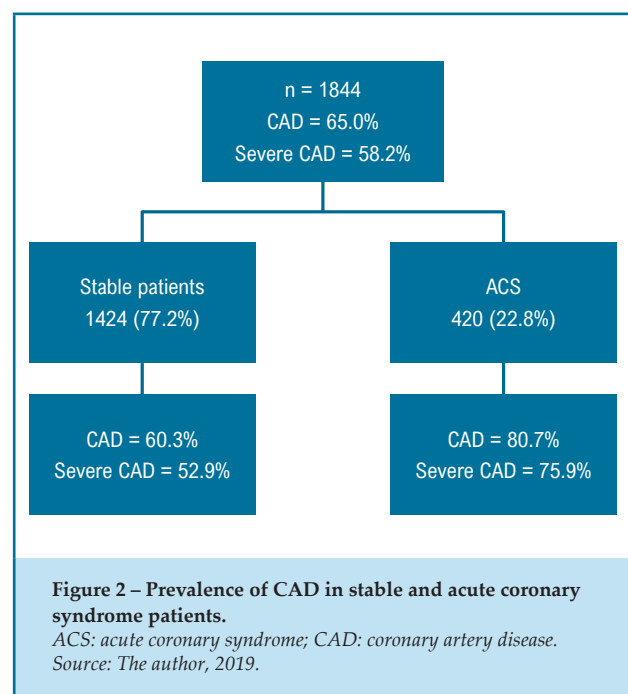 n = 1844
CAD = 65.0%
Severe CAD = 58.2%
Stable patients
1424 (77.2%)
ACS
420 (22.8%)
CAD = 60.3%
Severe CAD = 52.9%
CAD = 80.7%
Severe CAD = 75.9%
Figure 2 – Prevalence of CAD in stable and acute coronary
syndrome patients.
ACS: acute coronary syndrome; CAD: coronary artery disease.
Source: The author, 2019.